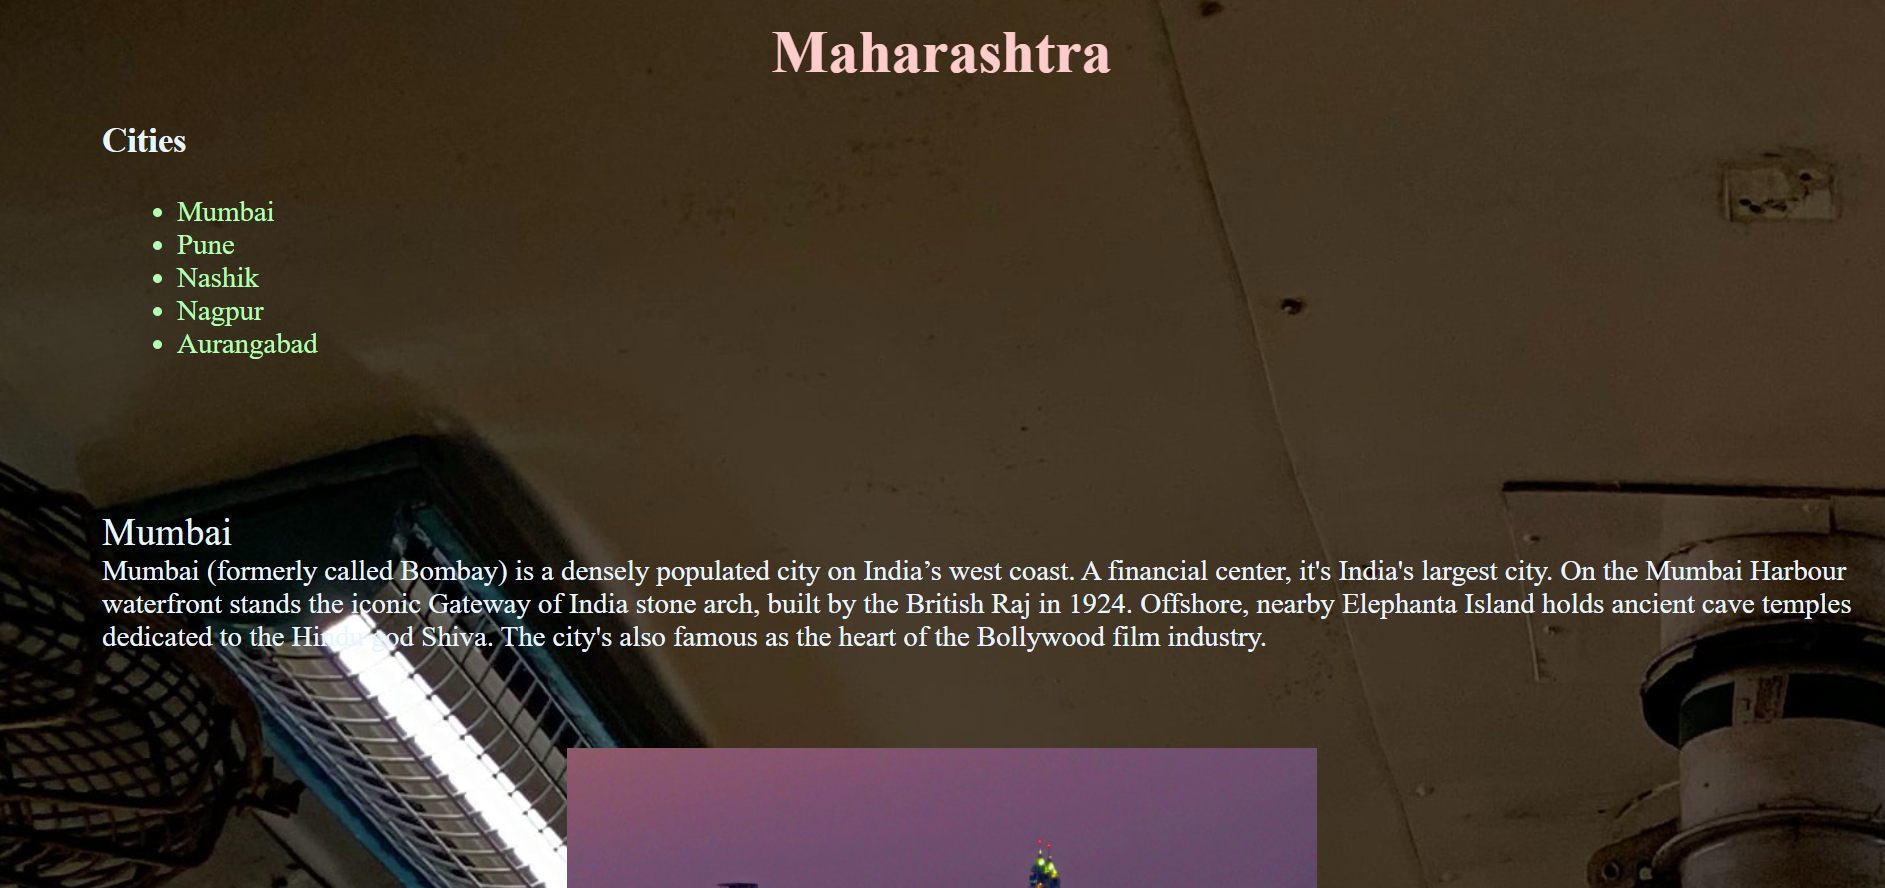 Maharashtra
Cities
Mumbai
Pune
Nashik
Nagpur
Aurangabad
Mumbai
Mumbai (formerly called Bombay) is a densely populated city on India’s west coast. A financial center, it's India's largest city. On the Mumbai Harbour
waterfront stands the iconic Gateway of India stone arch, built by the British Raj in 1924. Offshore, nearby Elephanta Island holds ancient cave temples
dedicated to the Hindu god Shiva. The city's also famous as the heart of the Bollywood film industry.